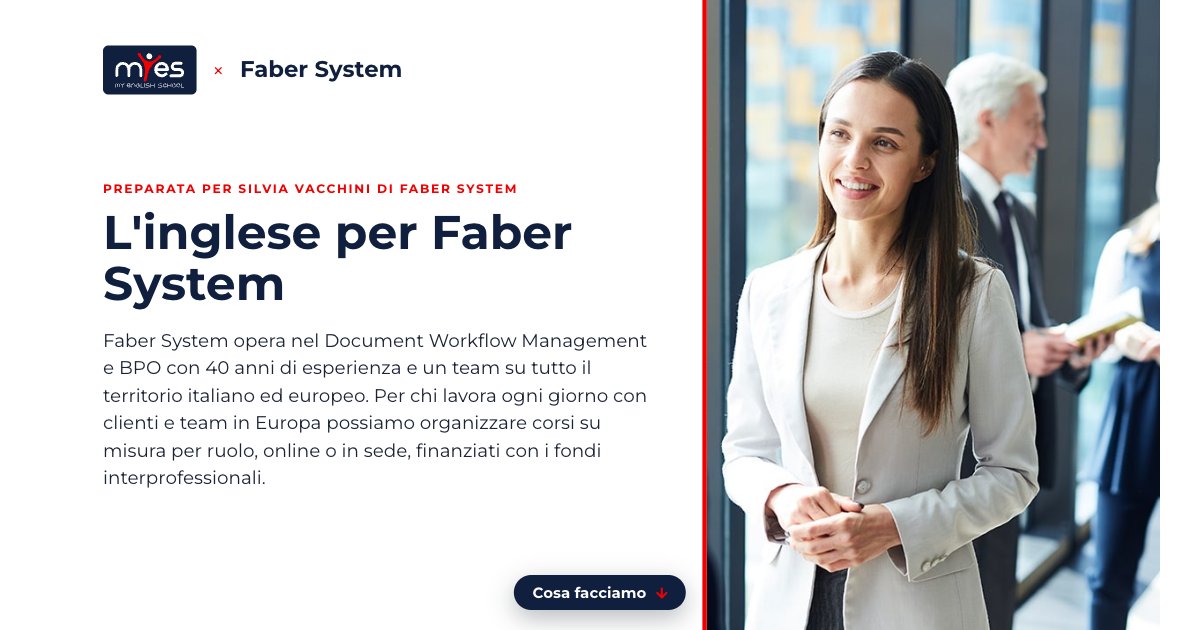 myes
MY ENGLISH SCHOOL
× Faber System
PREPARATA PER SILVIA VACCHINI DI FABER SYSTEM
L'inglese per Faber
System
Faber System opera nel Document Workflow Management
e BPO con 40 anni di esperienza e un team su tutto il
territorio italiano ed europeo. Per chi lavora ogni giorno con
clienti e team in Europa possiamo organizzare corsi su
misura per ruolo, online o in sede, finanziati con i fondi
interprofessionali.
Cosa facciamo ↓